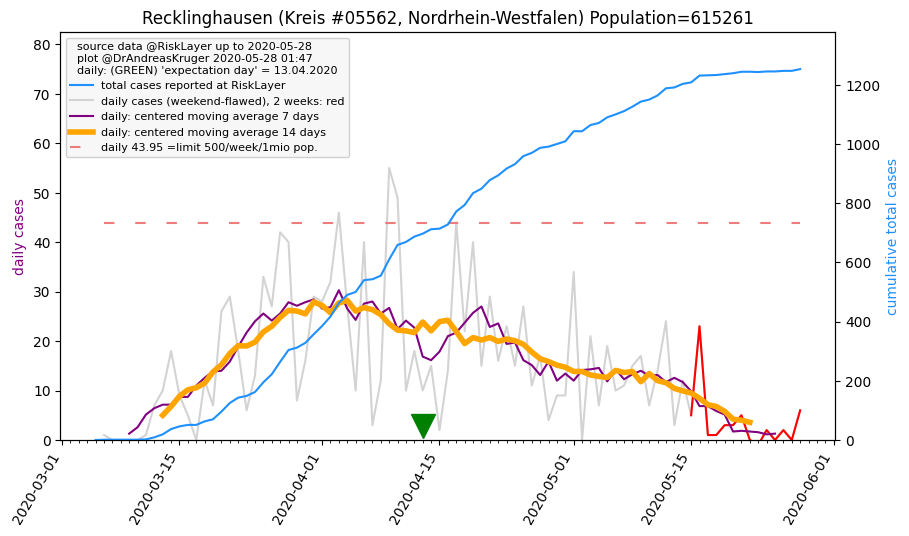 Recklinghausen (Kreis #05562, Nordrhein-Westfalen) Population=615261
source data @RiskLayer up to 2020-05-28
plot @DrAndreasKruger 2020-05-28 01:47
daily: (GREEN) 'expectation day' = 13.04.2020
total cases reported at RiskLayer
daily cases (weekend-flawed), 2 weeks: red
daily: centered moving average 7 days
daily: centered moving average 14 days
daily 43.95 =limit 500/week/1mio pop.
daily cases
80
70
60
50
40
30
20
10
0
cumulative total cases
1200
1000
800
600
400
200
0
2020-03-01
2020-03-15
2020-04-01
2020-04-15
2020-05-01
2020-05-15
2020-06-01